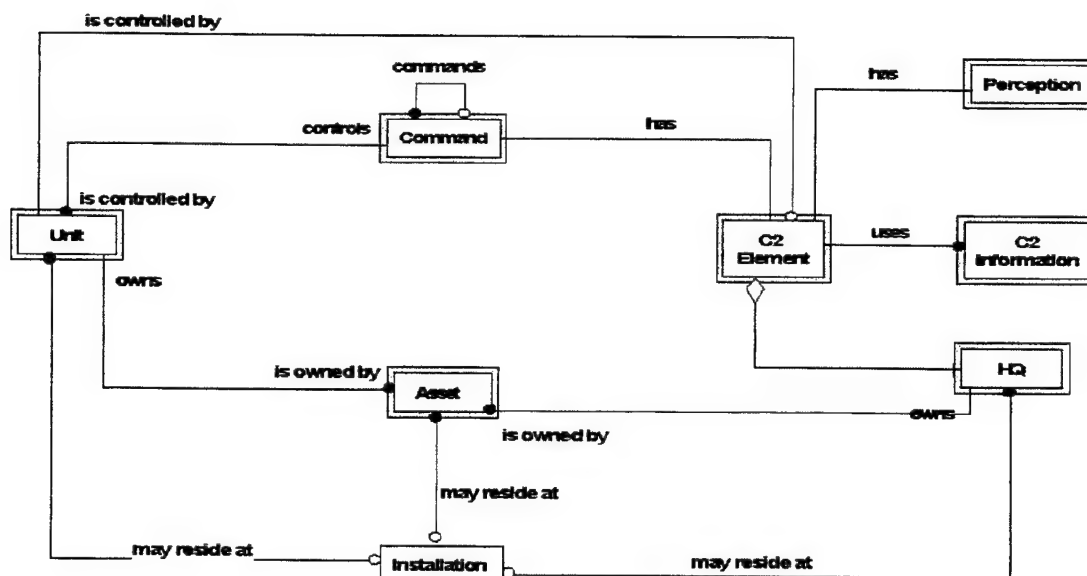 is controlled by
commands
has
Perception
controls
Command
has
is controlled by
Unit
C2
Element
uses
C2
Information
owns
HQ
is owned by
Asset
owns
is owned by
may reside at
may reside at
Installation
may reside at